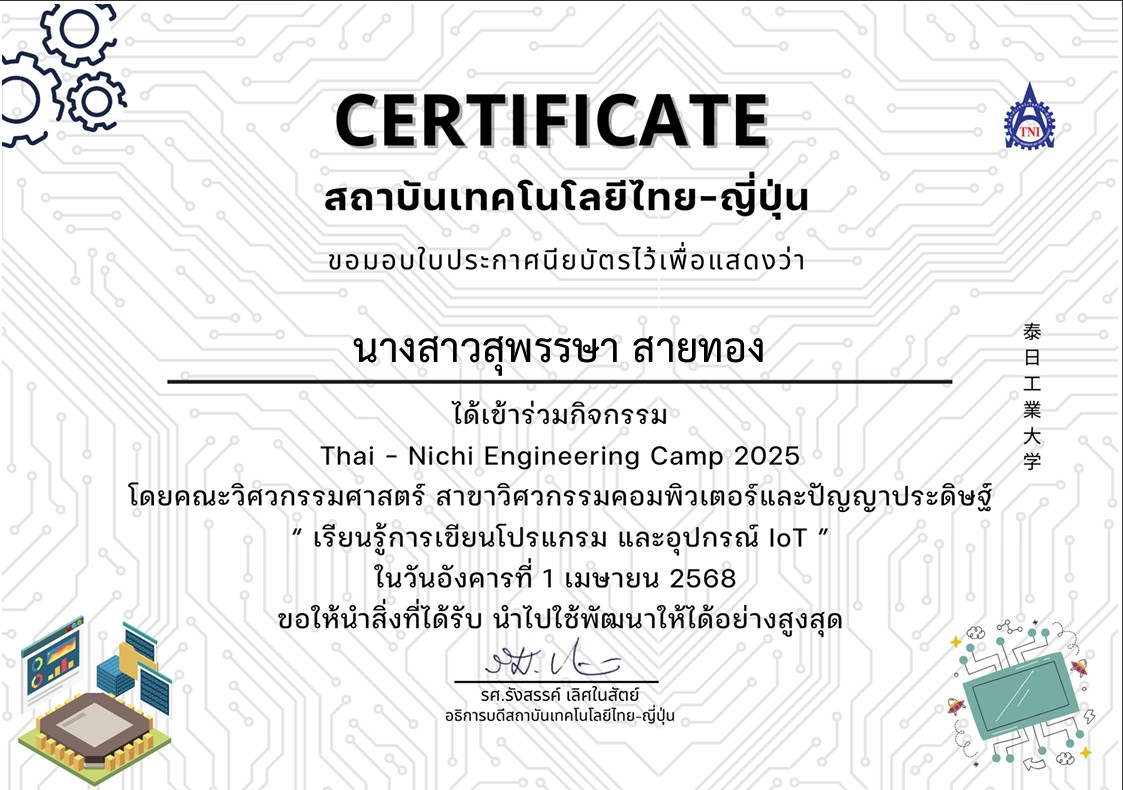 CERTIFICATE
TNI
สถาบันเทคโนโลยีไทย-ญี่ปุ่น
ขอมอบใบประกาศนียบัตรไว้เพื่อแสดงว่า
นางสาวสุพรรษา สายทอง
泰日工業大学
ได้เข้าร่วมกิจกรรม
Thai - Nichi Engineering Camp 2025
โดยคณะวิศวกรรมศาสตร์ สาขาวิศวกรรมคอมพิวเตอร์และปัญญาประดิษฐ์
“ เรียนรู้การเขียนโปรแกรม และอุปกรณ์ IoT ”
ในวันอังคารที่ 1 เมษายน 2568
ขอให้นำสิ่งที่ได้รับ นำไปใช้พัฒนาให้ได้อย่างสูงสุด
รศ.รังสรรค์ เลิศในสัตย์
อธิการบดีสถาบันเทคโนโลยีไทย-ญี่ปุ่น